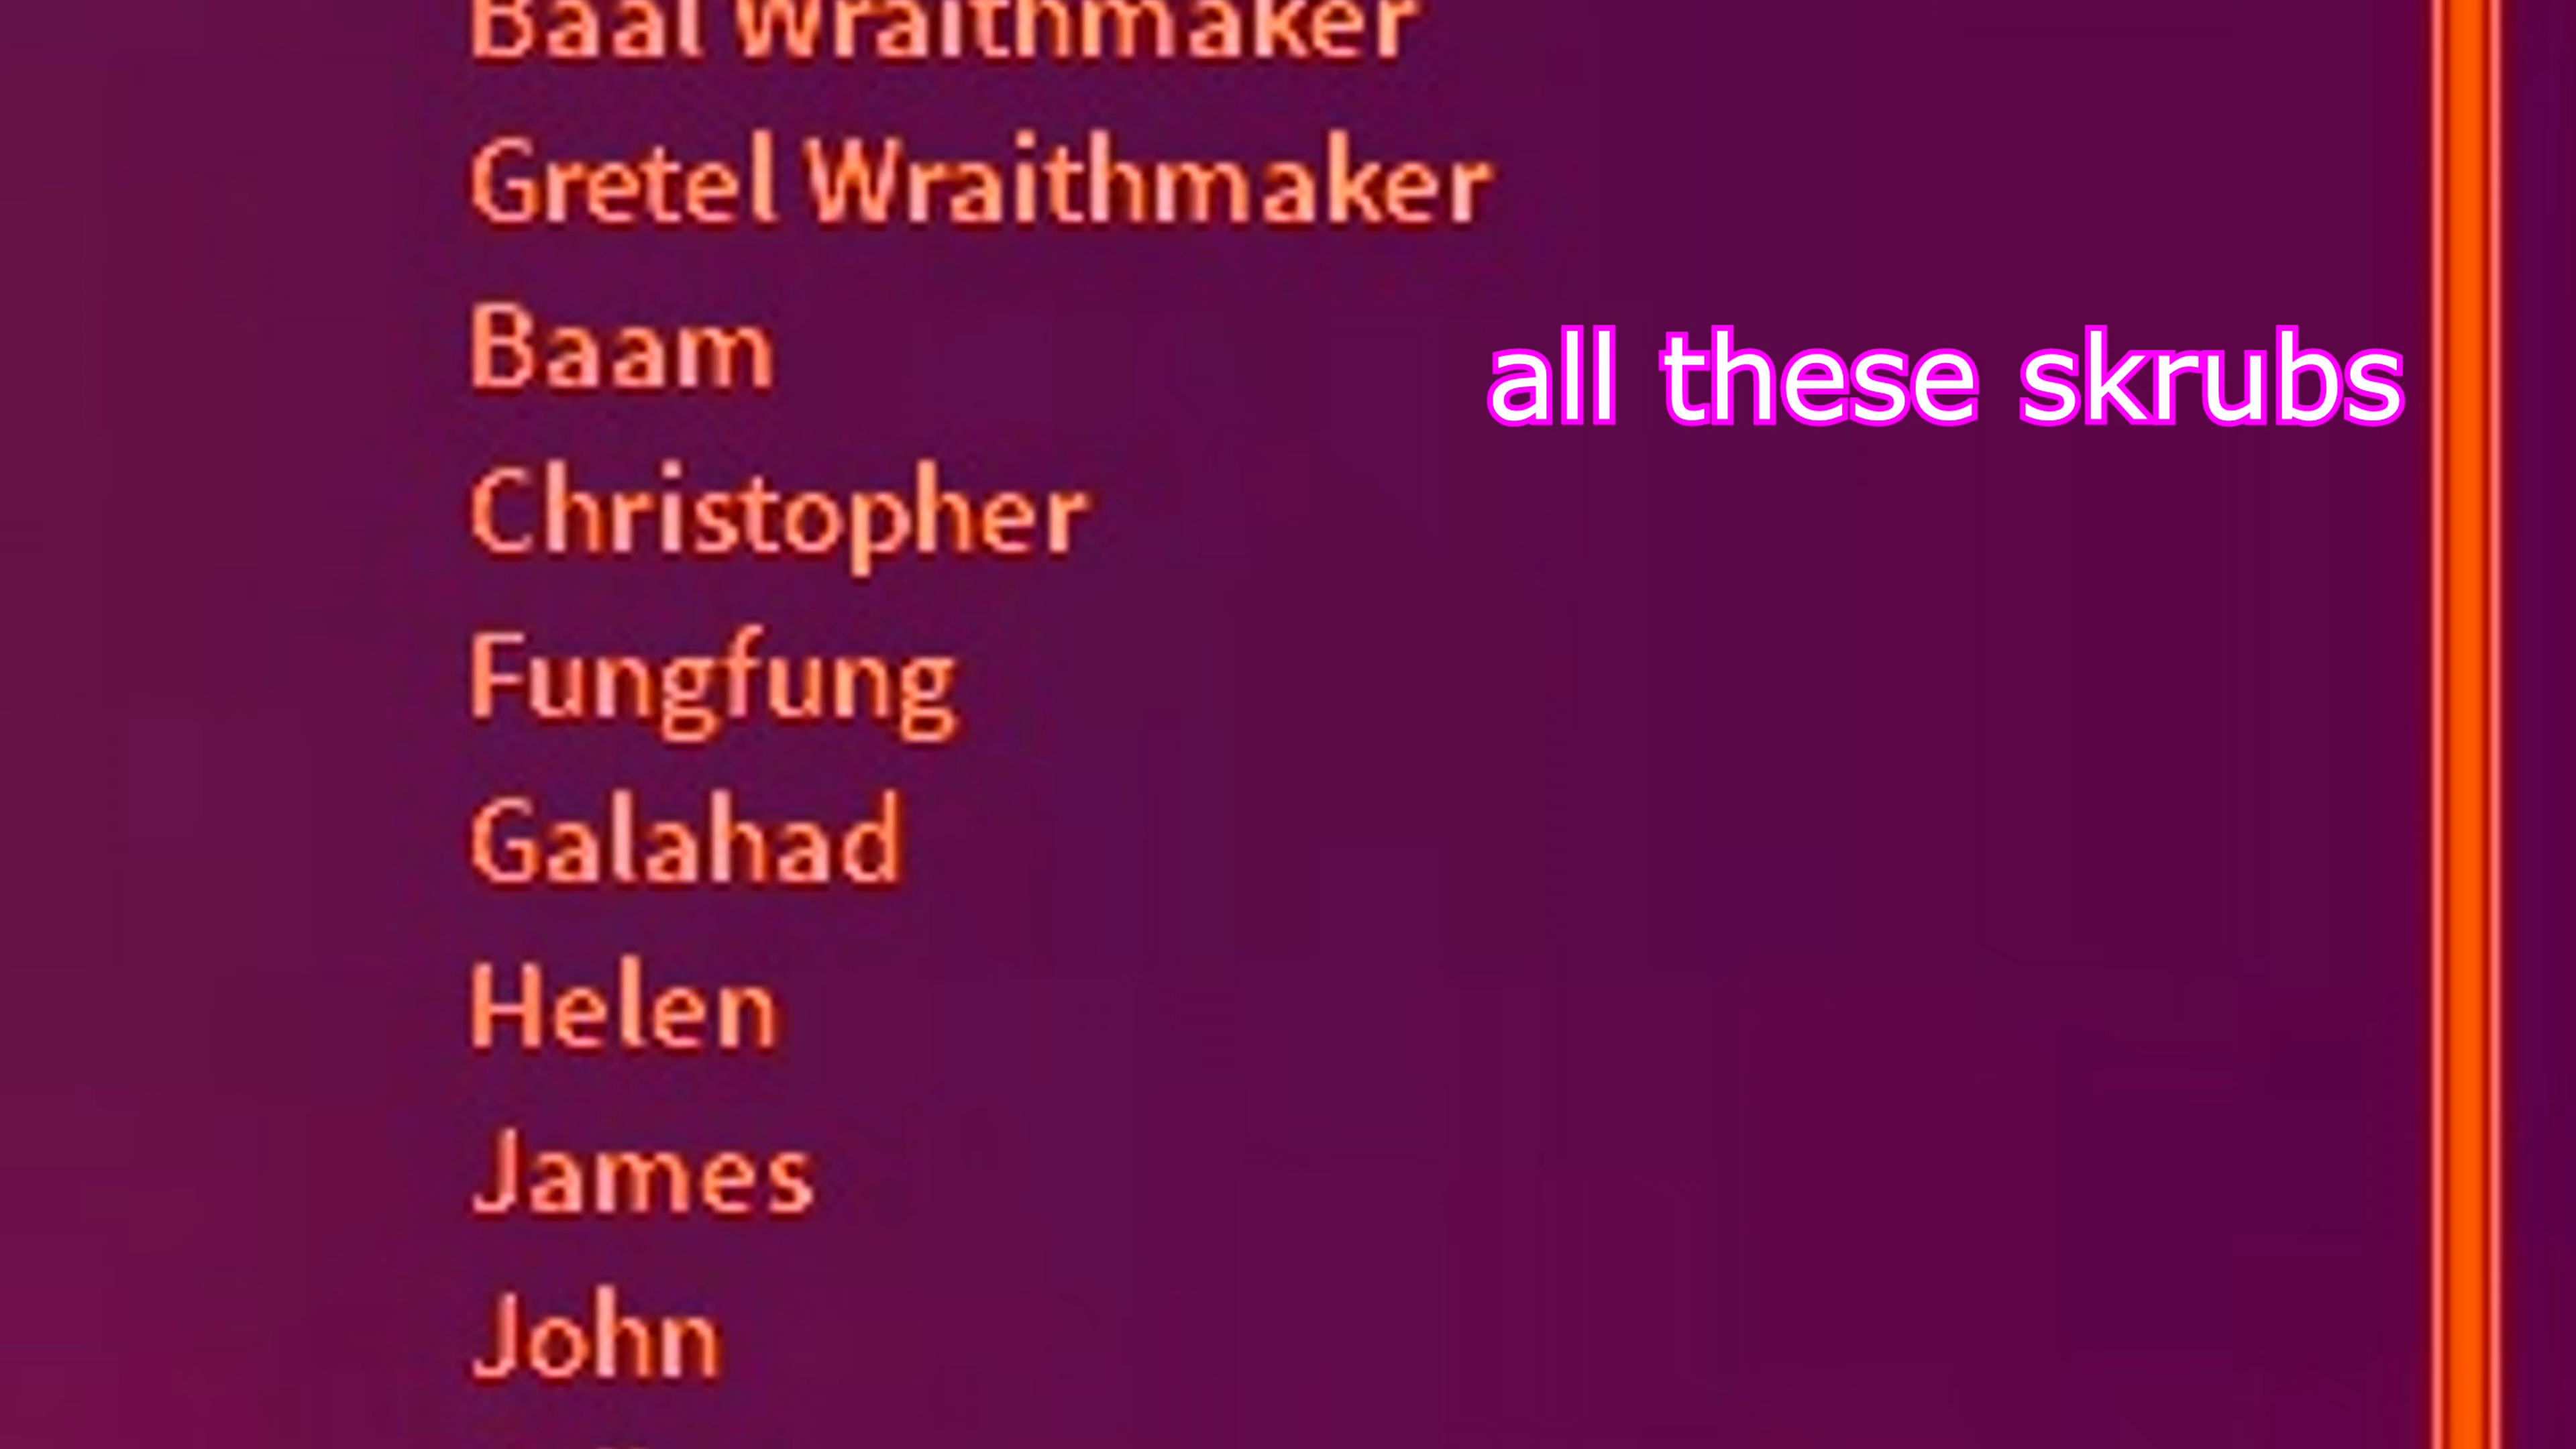 Baal Wraithmaker
Gretel Wraithmaker
Baam
all these skrubs
Christopher
Fungfung
Galahad
Helen
James
John